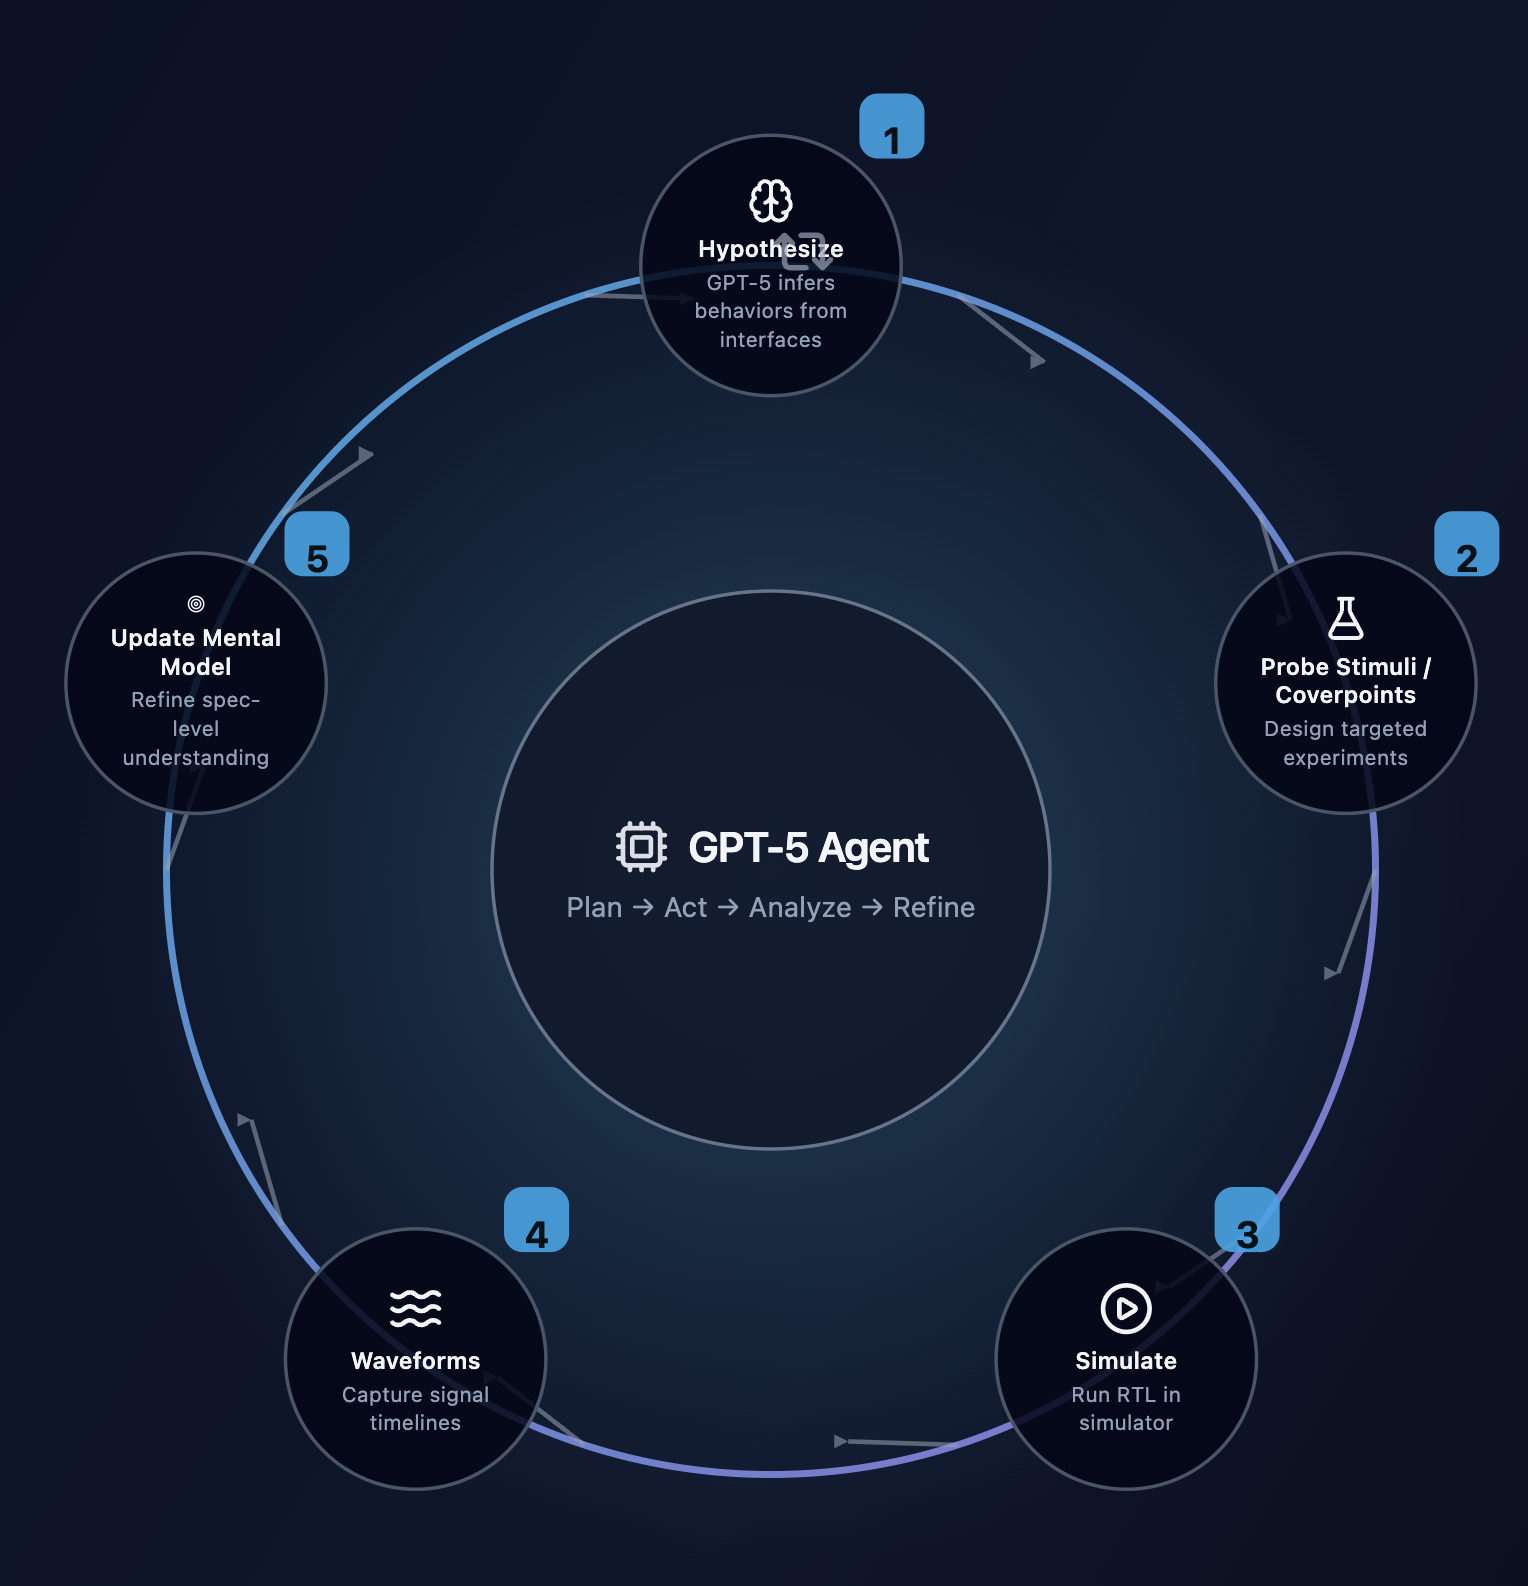 1
Hypothesize
GPT-5 infers
behaviors from
interfaces
2
Probe Stimuli /
Coverpoints
Design targeted
experiments
3
Simulate
Run RTL in
simulator
4
Waveforms
Capture signal
timelines
5
Update Mental
Model
Refine spec-
level
understanding
GPT-5 Agent
Plan → Act → Analyze → Refine